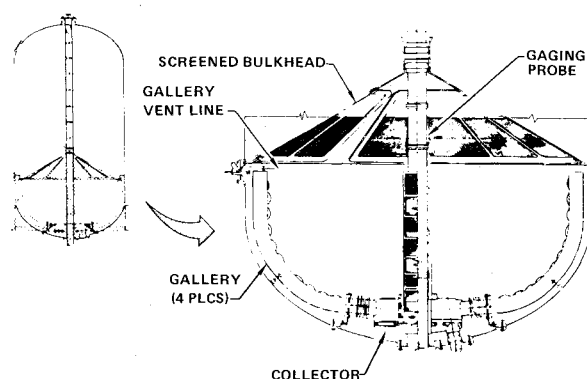 SCREENED BULKHEAD
GAGING
PROBE
GALLERY
VENT LINE
GALLERY
(4 PLCS)
COLLECTOR